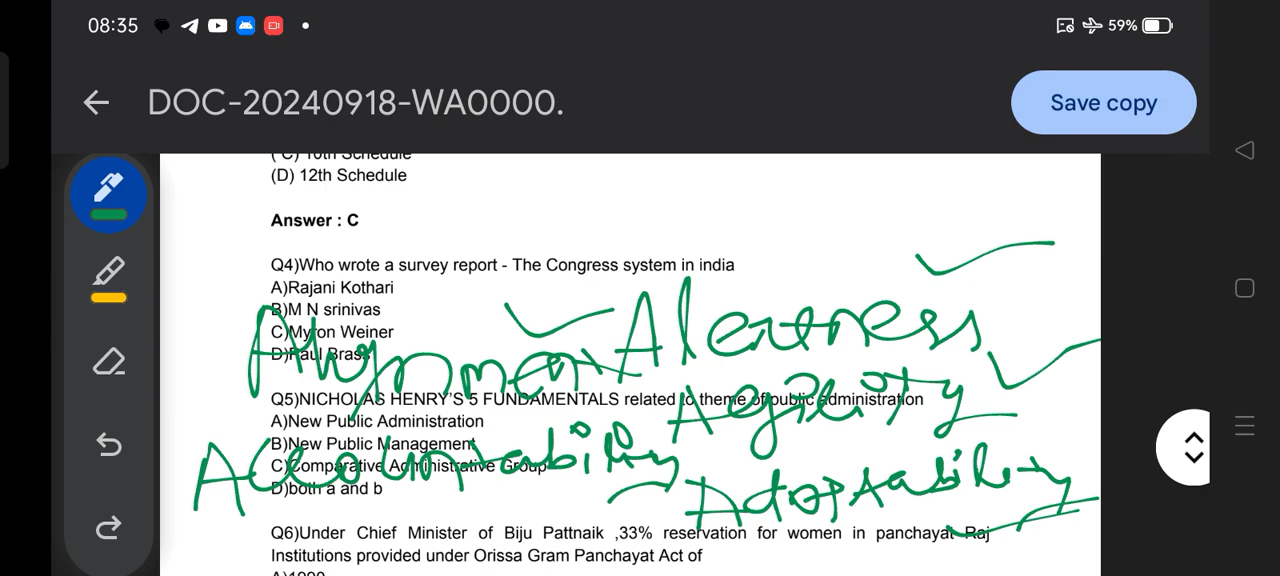 08:35
59%
DOC-20240918-WA0000.
Save copy
(C) 10th Schedule
(D) 12th Schedule
Answer : C
Q4)Who wrote a survey report - The Congress system in india
A)Rajani Kothari
B)M N srinivas
C)Myron Weiner
D)Paul Brass
Alignment Alertness
Q5)NICHOLAS HENRY'S 5 FUNDAMENTALS related to theme of public administration
Agility
A)New Public Administration
B)New Public Management
Accountability
C)Comparative Administrative Group
Adaptability
D)both a and b
Q6)Under Chief Minister of Biju Pattnaik ,33% reservation for women in panchayat Raj
Institutions provided under Orissa Gram Panchayat Act of
A)1990